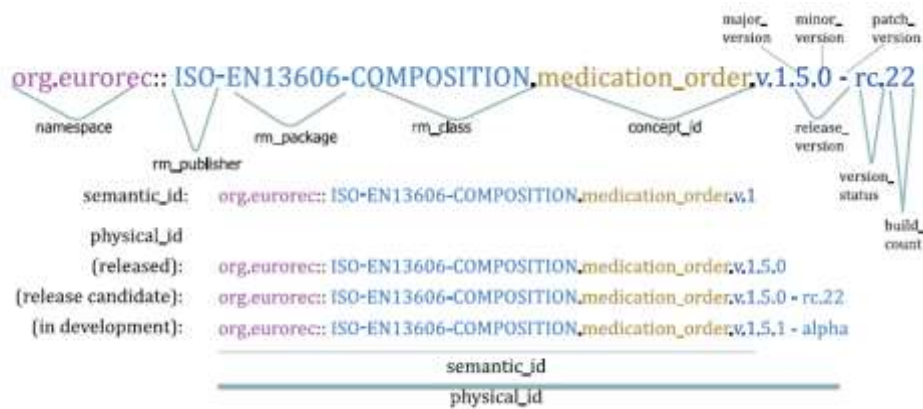 major_ version minor_ version patch_ version
org.eurorec:: ISO-EN13606-COMPOSITION.medication_order.v.1.5.0 - rc.22
namespace rm_publisher rm_package rm_class concept_id release_ version version_ status build_ count
semantic_id: org.eurorec:: ISO-EN13606-COMPOSITION.medication_order.v.1
physical_id
(released): org.eurorec:: ISO-EN13606-COMPOSITION.medication_order.v.1.5.0
(release candidate): org.eurorec:: ISO-EN13606-COMPOSITION.medication_order.v.1.5.0 - rc.22
(in development): org.eurorec:: ISO-EN13606-COMPOSITION.medication_order.v.1.5.1 - alpha
semantic_id
physical_id